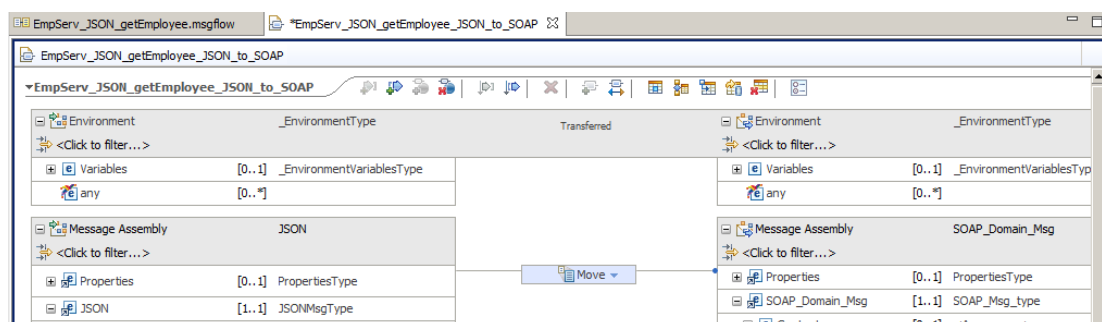 EmpServ_JSON_getEmployee.msgflow *EmpServ_JSON_getEmployee_JSON_to_SOAP
EmpServ_JSON_getEmployee_JSON_to_SOAP
EmpServ_JSON_getEmployee_JSON_to_SOAP
Environment _EnvironmentType Transferred Environment _EnvironmentType
<Click to filter...> <Click to filter...>
e Variables [0..1] _EnvironmentVariablesType e Variables [0..1] _EnvironmentVariablesTyp
e any [0..*] e any [0..*]
Message Assembly JSON Message Assembly SOAP_Domain_Msg
<Click to filter...> <Click to filter...>
e Properties [0..1] PropertiesType Move e Properties [0..1] PropertiesType
e JSON [1..1] JSONMsgType e SOAP_Domain_Msg [1..1] SOAP_Msg_type